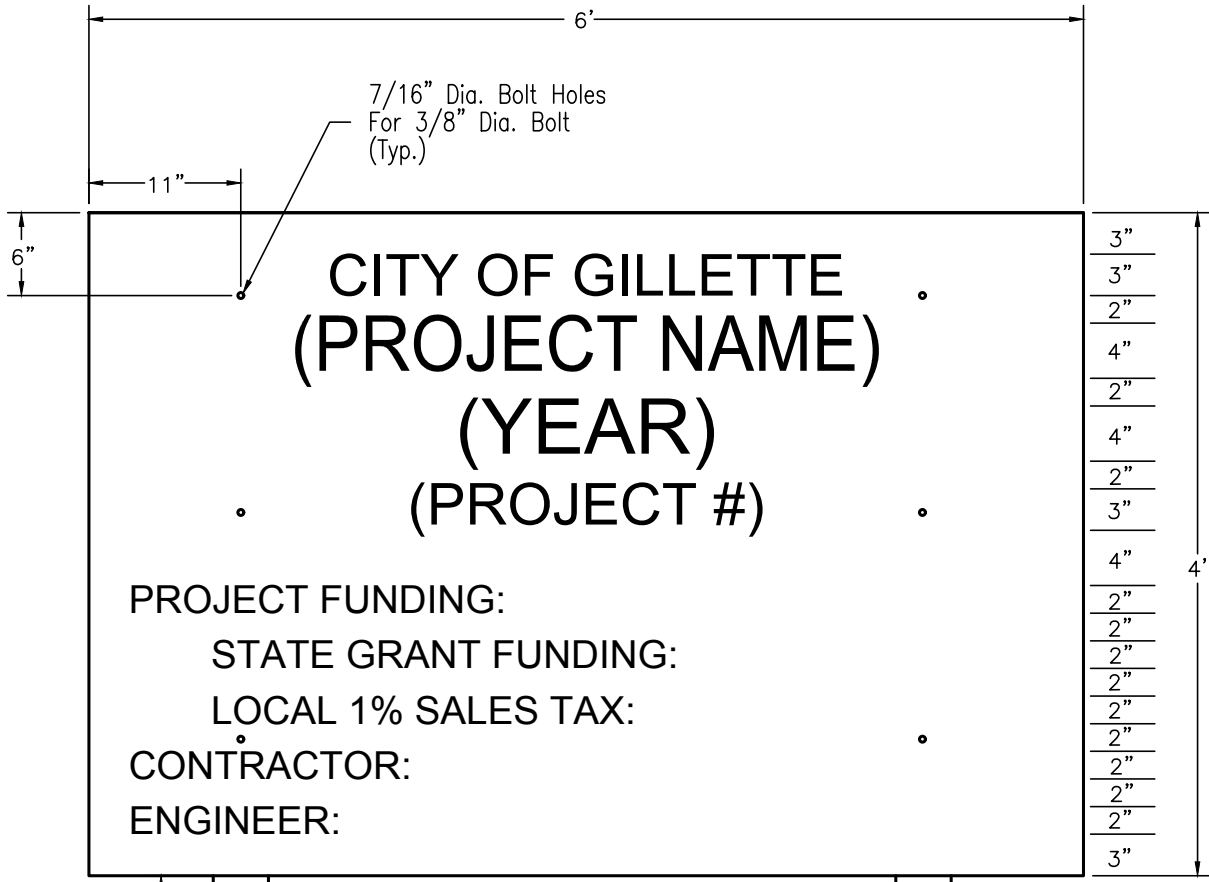 6'
7/16” Dia. Bolt Holes
For 3/8” Dia. Bolt
(Typ.)
11”
6”
CITY OF GILLETTE
(PROJECT NAME)
(YEAR)
(PROJECT #)
PROJECT FUNDING:
STATE GRANT FUNDING:
LOCAL 1% SALES TAX:
CONTRACTOR:
ENGINEER:
3”
3”
2”
4”
2”
4”
2”
3”
4”
2”
2”
2”
2”
2”
2”
2”
2”
2”
3”
4'